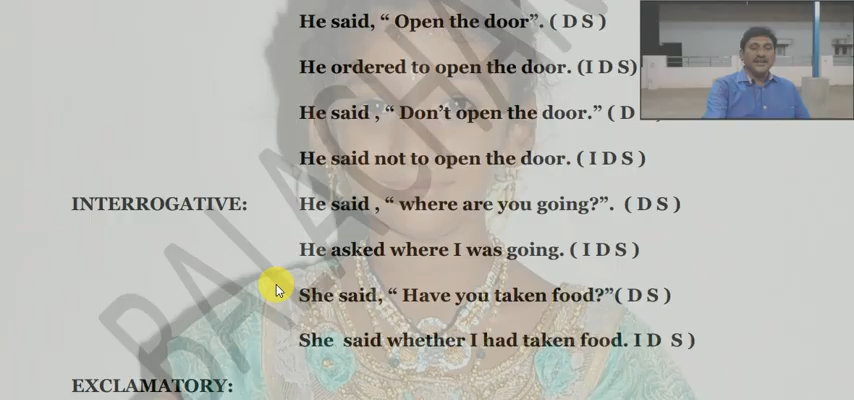 He said, “ Open the door”. ( D S )
He ordered to open the door. (I D S)
He said , “ Don’t open the door.” ( D
He said not to open the door. ( I D S )
INTERROGATIVE: He said , “ where are you going?”. ( D S )
He asked where I was going. ( I D S )
She said, “ Have you taken food?”( D S )
She said whether I had taken food. I D S )
EXCLAMATORY: